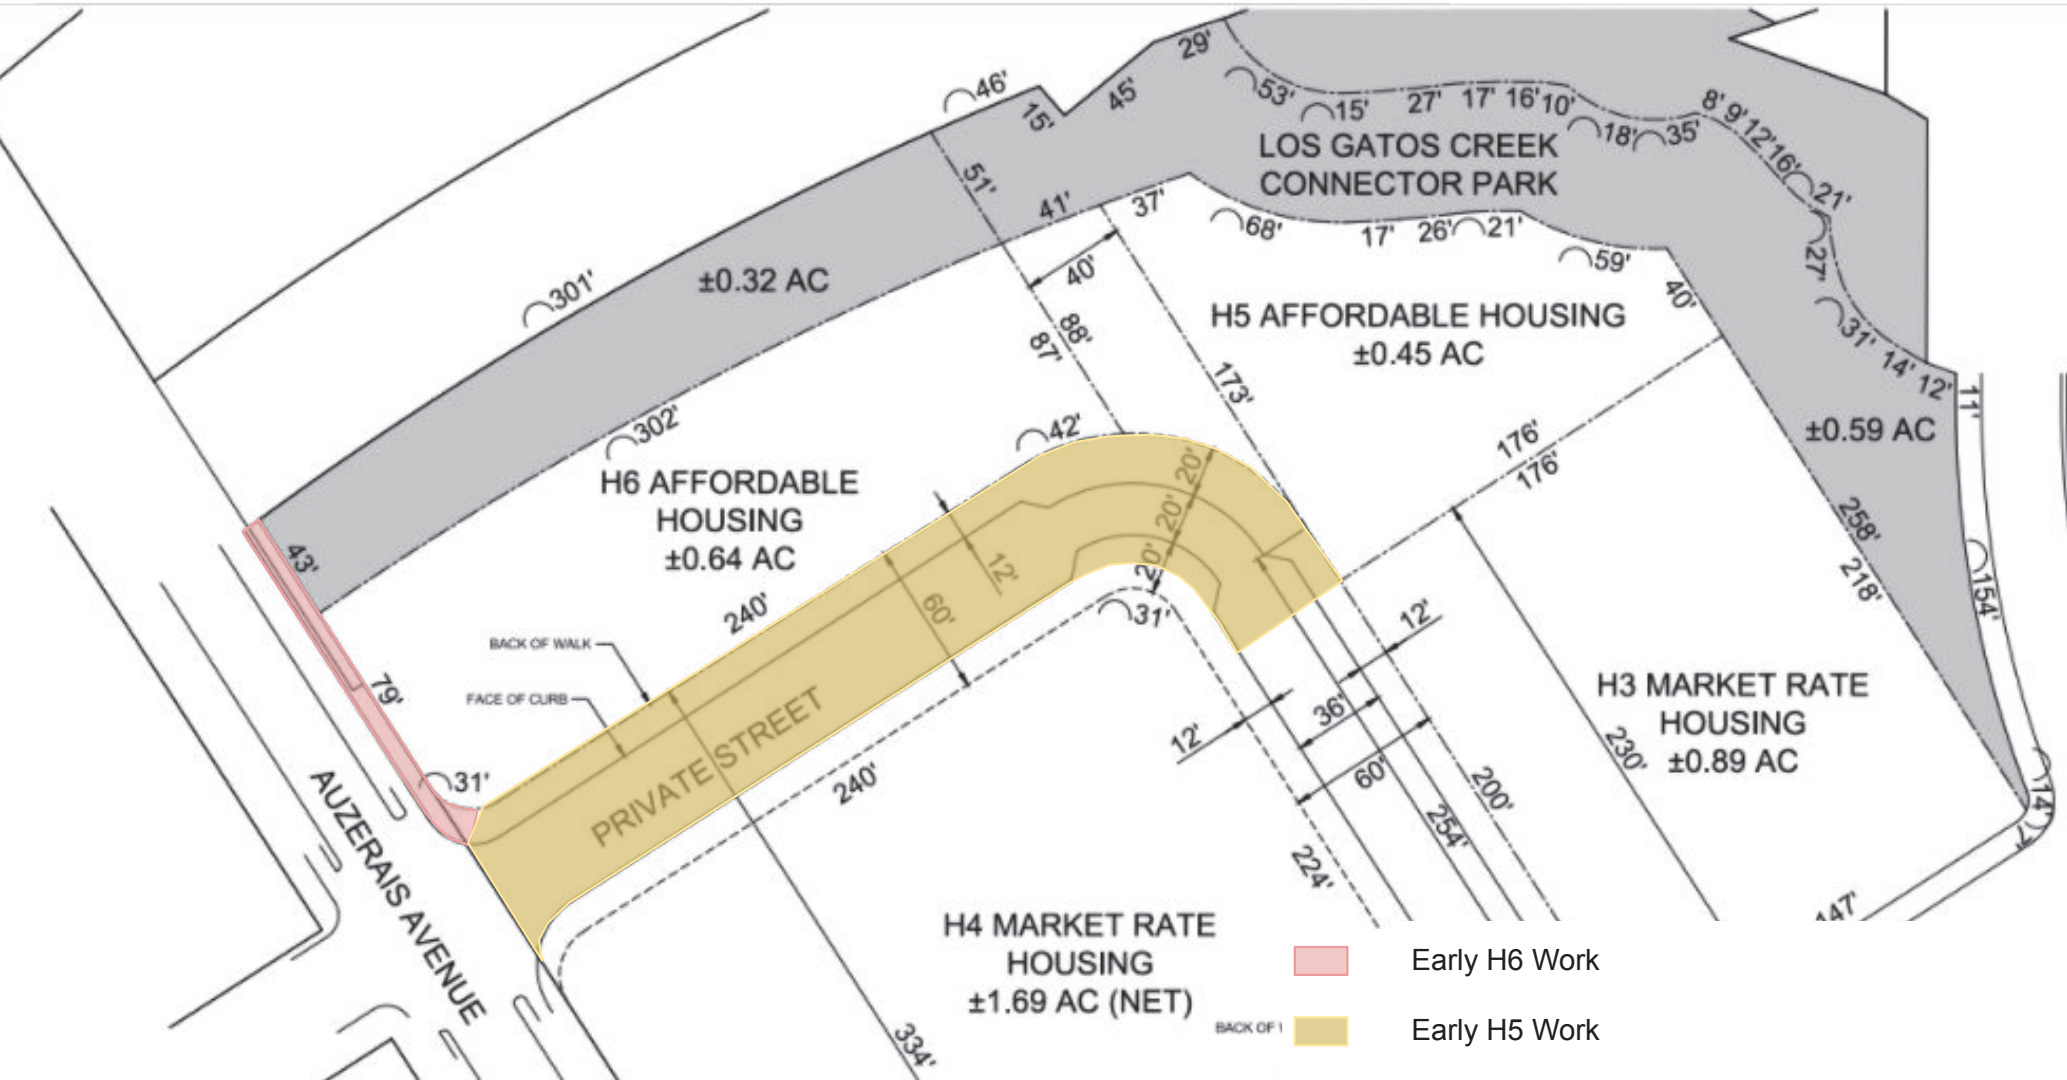 29'
46'
53'
15'
27'
17'
16'
10'
8'
9'
12'
16'
15'
45'
18'
35'
LOS GATOS CREEK
CONNECTOR PARK
21'
51'
41'
37'
68'
17'
26'
21'
59'
27'
±0.32 AC
301'
40'
40'
H5 AFFORDABLE HOUSING
±0.45 AC
31'
88'
87'
14'
12'
11'
173'
302'
42'
±0.59 AC
176'
176'
H6 AFFORDABLE
HOUSING
±0.64 AC
20'
20'
20'
258'
218'
43'
12'
60'
240'
31'
12'
154'
BACK OF WALK
FACE OF CURB
79'
H3 MARKET RATE
HOUSING
±0.89 AC
PRIVATE STREET
36'
12'
230'
31'
240'
60'
200'
254'
14'
7'
AUZERAIS AVENUE
224'
H4 MARKET RATE
HOUSING
±1.69 AC (NET)
334'
Early H6 Work
BACK OF
Early H5 Work